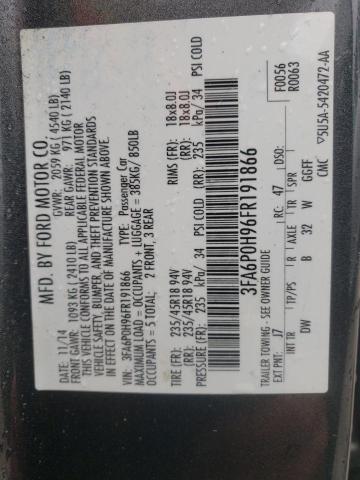 MFD. BY FORD MOTOR CO.
DATE: 11/14 GVWR: 2059 KG ( 4540 LB)
FRONT GAWR: 1093 KG (2410 LB) REAR GAWR: 971 KG ( 2140 LB)
THIS VEHICLE CONFORMS TO ALL APPLICABLE FEDERAL MOTOR
VEHICLE SAFETY, BUMPER, AND THEFT PREVENTION STANDARDS
IN EFFECT ON THE DATE OF MANUFACTURE SHOWN ABOVE.
VIN: 3FA6P0H96FR191866 TYPE: Passenger Car
MAXIMUM LOAD = OCCUPANTS + LUGGAGE = 385KG/ 850LB
OCCUPANTS = 5 TOTAL: 2 FRONT, 3 REAR
TIRE (FR): 235/45R18 94V RIMS (FR): 18x8.0J
(RR): 235/45R18 94V (RR): 18x8.0J
PRESSURE (FR): 235 kPa/ 34 PSI COLD (RR): 235 kPa/ 34 PSI COLD
3FA6P0H96FR191866
F0056
R0063
TRAILER TOWING - SEE OWNER GUIDE
EXT PNT: J7 RC: 47 DSO:
INT TR TP/PS R AXLE TR SPR
DW B 32 W GGFF
CMC ▽5U5A-5420472-AA